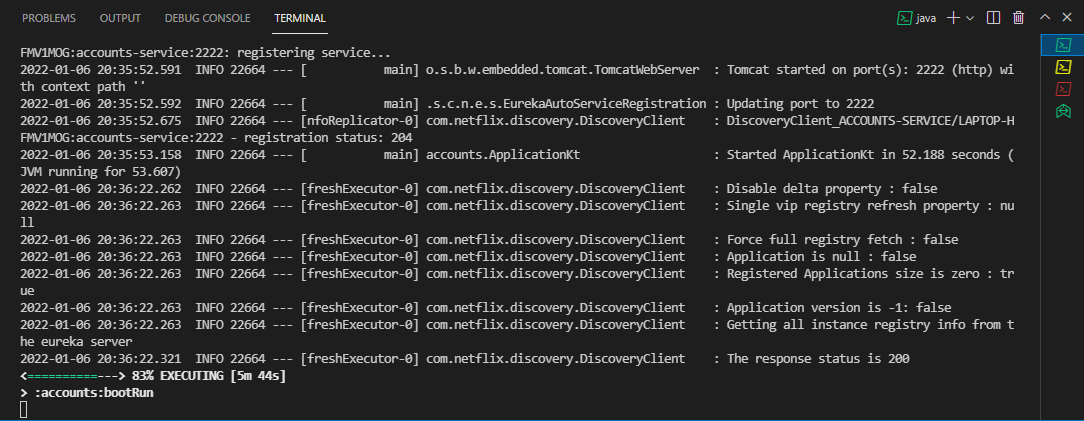 PROBLEMS OUTPUT DEBUG CONSOLE TERMINAL java
FMV1MOG:accounts-service:2222: registering service...
2022-01-06 20:35:52.591  INFO 22664 --- [           main] o.s.b.w.embedded.tomcat.TomcatWebServer  : Tomcat started on port(s): 2222 (http) wi
th context path ''
2022-01-06 20:35:52.592  INFO 22664 --- [           main] .s.c.n.e.s.EurekaAutoServiceRegistration : Updating port to 2222
2022-01-06 20:35:52.675  INFO 22664 --- [nfoReplicator-0] com.netflix.discovery.DiscoveryClient    : DiscoveryClient_ACCOUNTS-SERVICE/LAPTOP-H
FMV1MOG:accounts-service:2222 - registration status: 204
2022-01-06 20:35:53.158  INFO 22664 --- [           main] accounts.ApplicationKt                   : Started ApplicationKt in 52.188 seconds (
JVM running for 53.607)
2022-01-06 20:36:22.262  INFO 22664 --- [freshExecutor-0] com.netflix.discovery.DiscoveryClient    : Disable delta property : false
2022-01-06 20:36:22.263  INFO 22664 --- [freshExecutor-0] com.netflix.discovery.DiscoveryClient    : Single vip registry refresh property : nu
ll
2022-01-06 20:36:22.263  INFO 22664 --- [freshExecutor-0] com.netflix.discovery.DiscoveryClient    : Force full registry fetch : false
2022-01-06 20:36:22.263  INFO 22664 --- [freshExecutor-0] com.netflix.discovery.DiscoveryClient    : Application is null : false
2022-01-06 20:36:22.263  INFO 22664 --- [freshExecutor-0] com.netflix.discovery.DiscoveryClient    : Registered Applications size is zero : tr
ue
2022-01-06 20:36:22.263  INFO 22664 --- [freshExecutor-0] com.netflix.discovery.DiscoveryClient    : Application version is -1: false
2022-01-06 20:36:22.263  INFO 22664 --- [freshExecutor-0] com.netflix.discovery.DiscoveryClient    : Getting all instance registry info from t
he eureka server
2022-01-06 20:36:22.321  INFO 22664 --- [freshExecutor-0] com.netflix.discovery.DiscoveryClient    : The response status is 200
<===========---> 83% EXECUTING [5m 44s]
> :accounts:bootRun